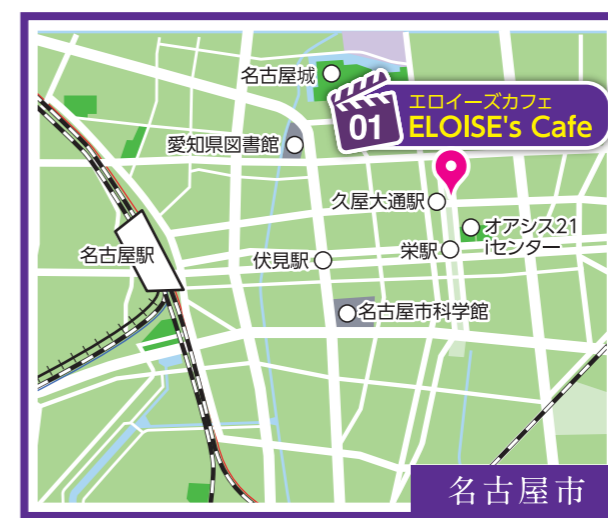 名古屋城
01
エロイーズカフェ
ELOISE's Cafe
愛知県図書館
久屋大通駅
オアシス21
iセンター
名古屋駅
伏見駅
栄駅
名古屋市科学館
名古屋市